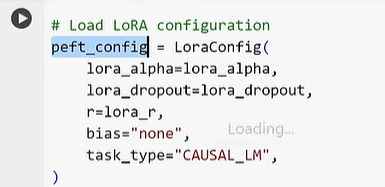 # Load LoRA configuration
peft_config = LoraConfig(
    lora_alpha=lora_alpha,
    lora_dropout=lora_dropout,
    r=lora_r,
    bias="none",
Loading...
    task_type="CAUSAL_LM",
)